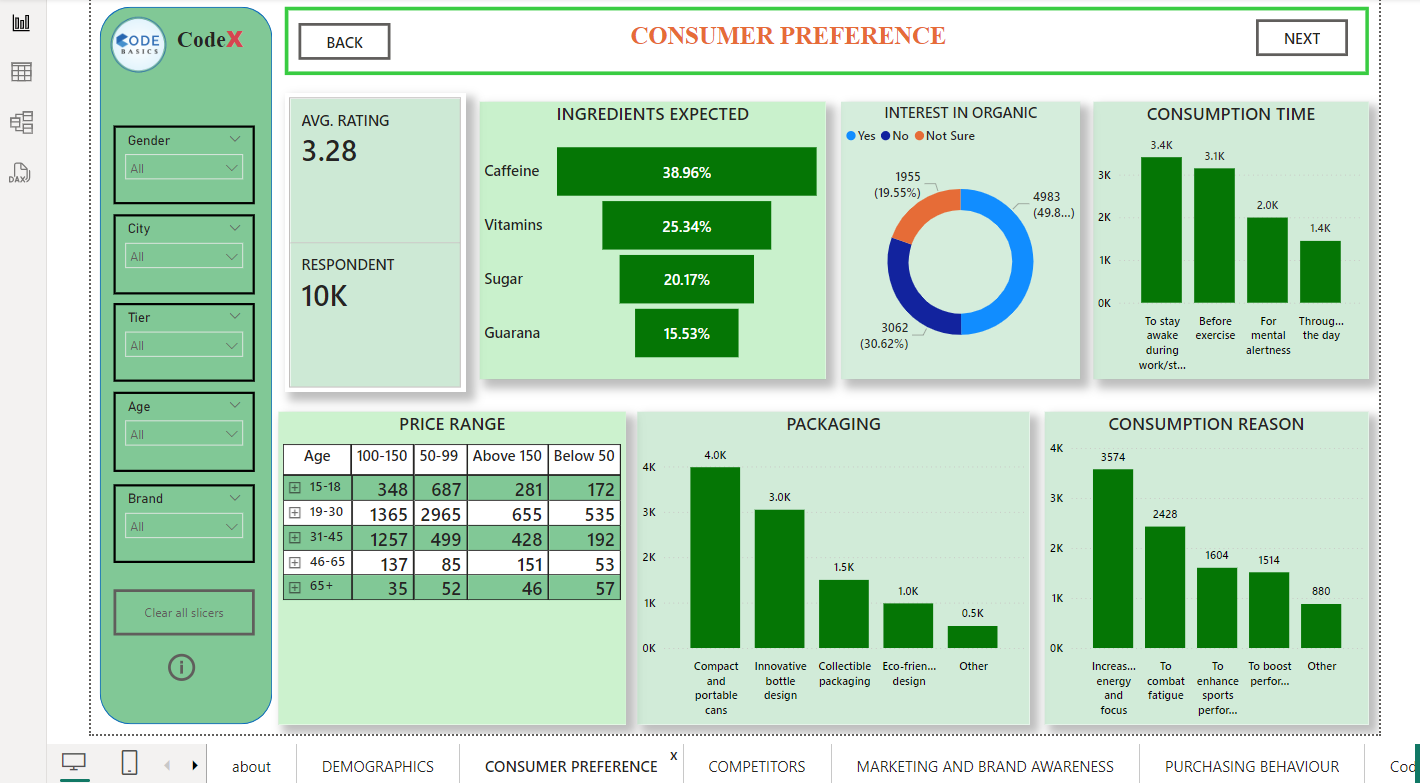 CODE
BASICS
CodeX
BACK
CONSUMER PREFERENCE
NEXT
Gender
All
City
All
Tier
All
Age
All
Brand
All
Clear all slicers
AVG. RATING
3.28
RESPONDENT
10K
INGREDIENTS EXPECTED
Caffeine
38.96%
Vitamins
25.34%
Sugar
20.17%
Guarana
15.53%
INTEREST IN ORGANIC
Yes No Not Sure
1955
(19.55%)
4983
(49.8...)
3062
(30.62%)
CONSUMPTION TIME
3.4K
3.1K
2.0K
1.4K
3K
2K
1K
0K
To stay
awake
during
work/st...
Before
exercise
For
mental
alertness
Throug...
the day
PRICE RANGE
Age 100-150 50-99 Above 150 Below 50
15-18 348 687 281 172
19-30 1365 2965 655 535
31-45 1257 499 428 192
46-65 137 85 151 53
65+ 35 52 46 57
PACKAGING
4.0K
3.0K
1.5K
1.0K
0.5K
4K
3K
2K
1K
0K
Compact
and
portable
cans
Innovative
bottle
design
Collectible
packaging
Eco-frien...
design
Other
CONSUMPTION REASON
4K
3K
2K
1K
0K
3574
2428
1604
1514
880
Increas...
energy
and
focus
To
combat
fatigue
To
enhance
sports
perfor...
To boost
perfor...
Other
DAX
about
DEMOGRAPHICS
CONSUMER PREFERENCE
x
COMPETITORS
MARKETING AND BRAND AWARENESS
PURCHASING BEHAVIOUR
Cod